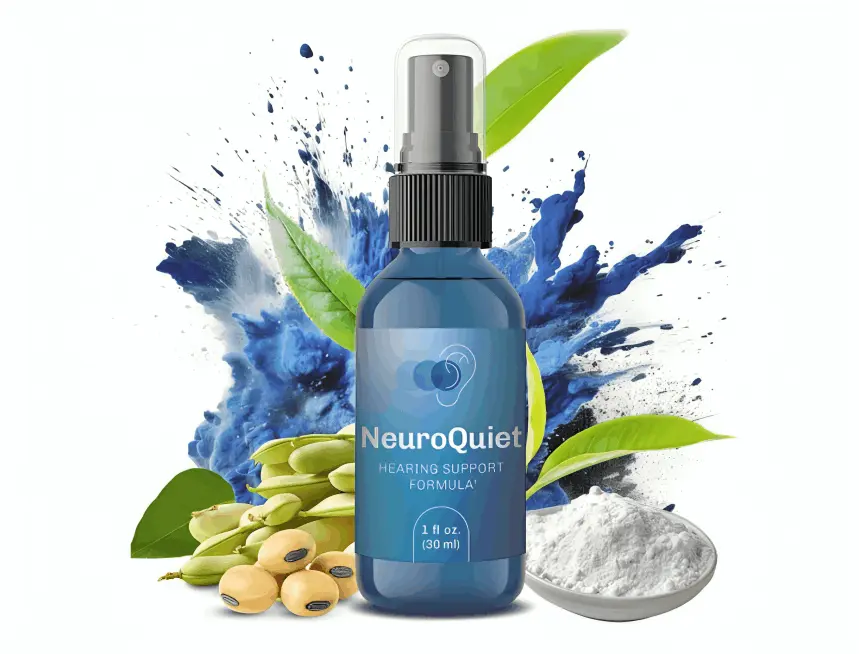 NeuroQuiet
HEARING SUPPORT
FORMULA'
1 fl oz.
(30 ml)